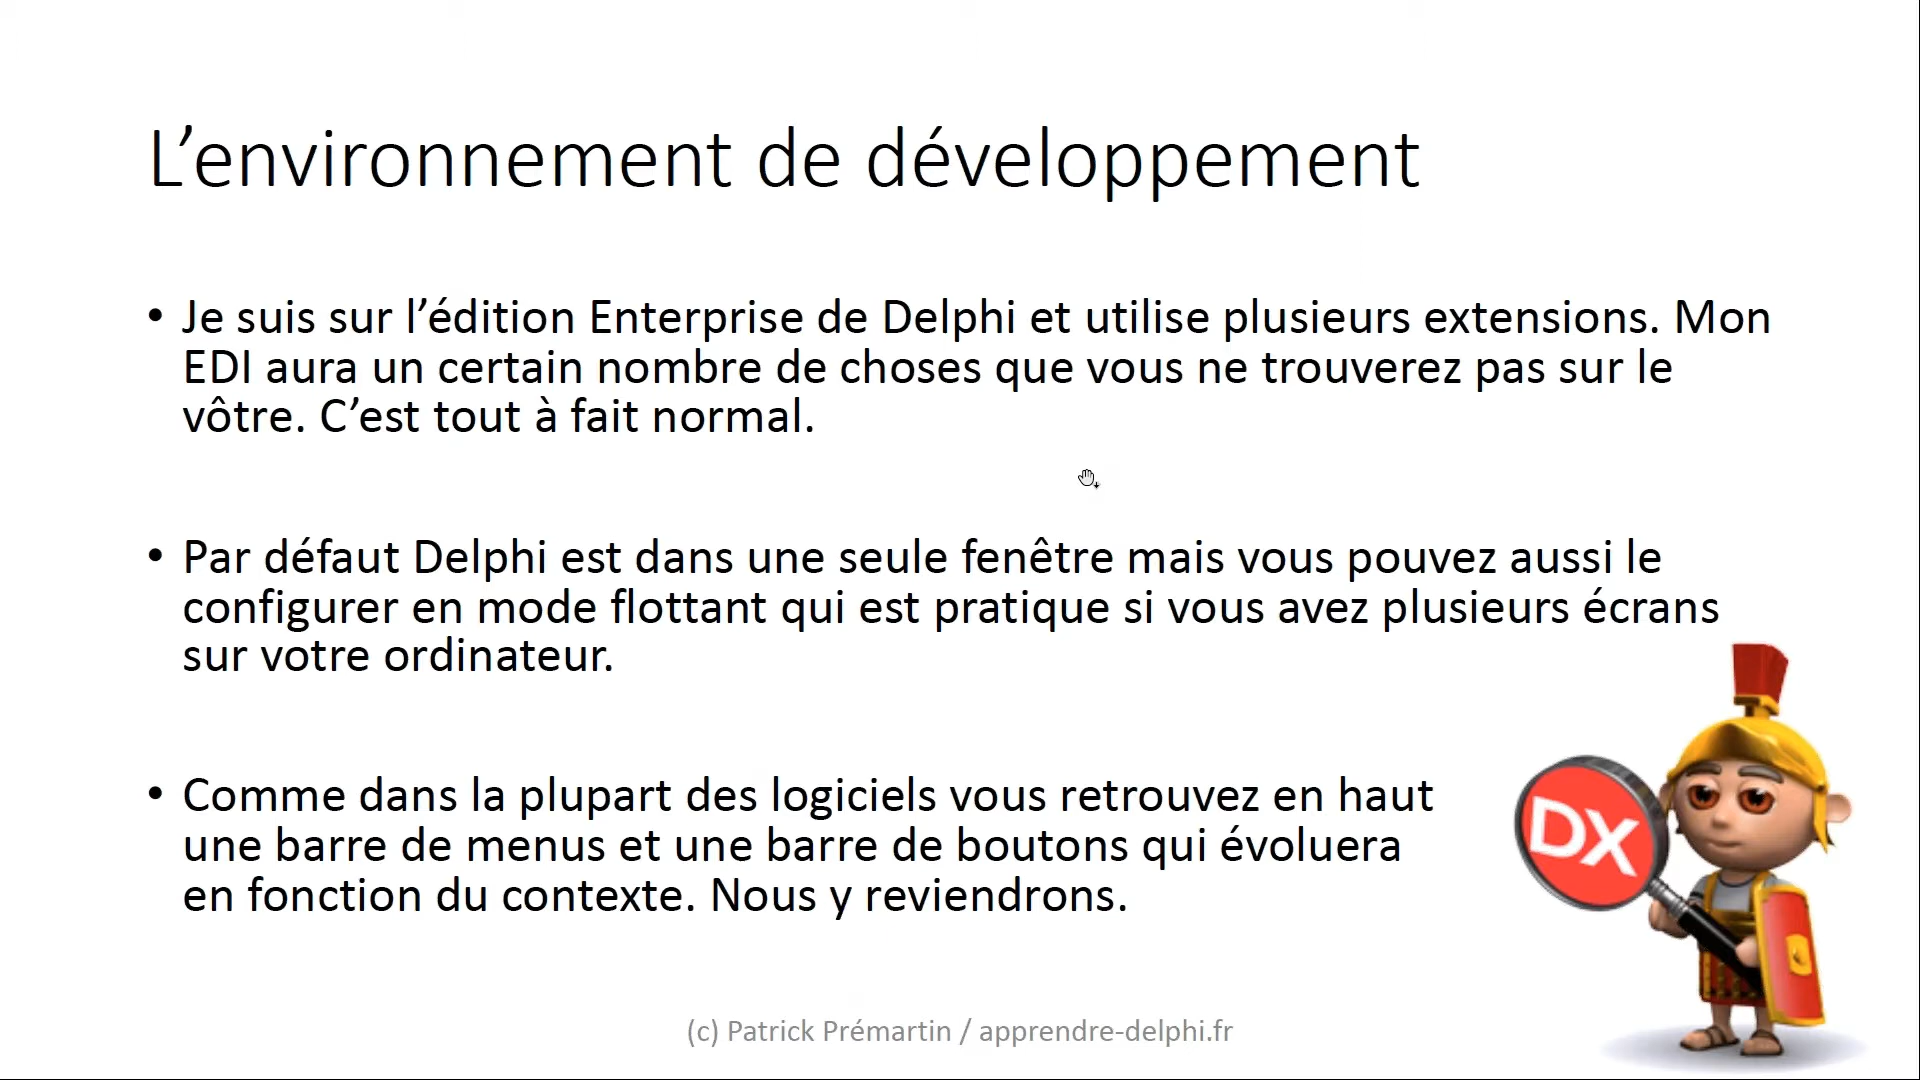 L’environnement de développement
• Je suis sur l’édition Enterprise de Delphi et utilise plusieurs extensions. Mon
EDI aura un certain nombre de choses que vous ne trouverez pas sur le
vôtre. C’est tout à fait normal.
• Par défaut Delphi est dans une seule fenêtre mais vous pouvez aussi le
configurer en mode flottant qui est pratique si vous avez plusieurs écrans
sur votre ordinateur.
• Comme dans la plupart des logiciels vous retrouvez en haut
une barre de menus et une barre de boutons qui évoluera
en fonction du contexte. Nous y reviendrons.
DX
(c) Patrick Prémartin / apprendre-delphi.fr